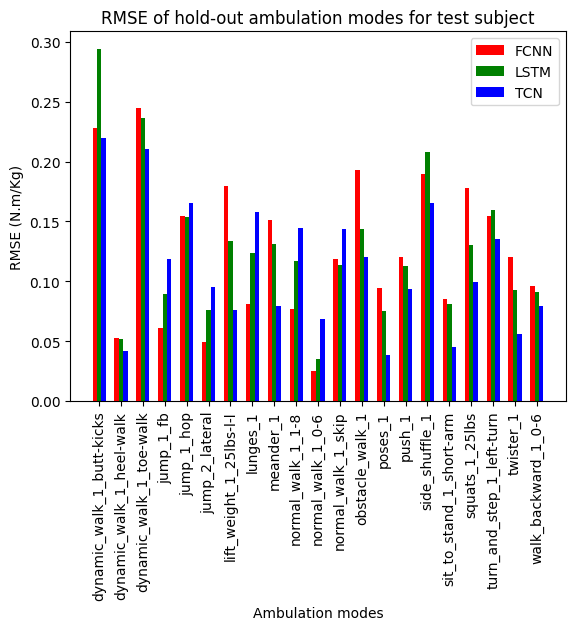 RMSE of hold-out ambulation modes for test subject
FCNN
LSTM
TCN
RMSE (N.m/Kg)
0.30
0.25
0.20
0.15
0.10
0.05
0.00
dynamic_walk_1_butt-kicks
dynamic_walk_1_heel-walk
dynamic_walk_1_toe-walk
jump_1_fb
jump_1_hop
jump_2_lateral
lift_weight_1_25lbs-l-l
lunges_1
meander_1
normal_walk_1_1-8
normal_walk_1_0-6
normal_walk_1_skip
obstacle_walk_1
poses_1
push_1
side_shuffle_1
sit_to_stand_1_short-arm
squats_1_25lbs
turn_and_step_1_left-turn
twister_1
walk_backward_1_0-6
Ambulation modes